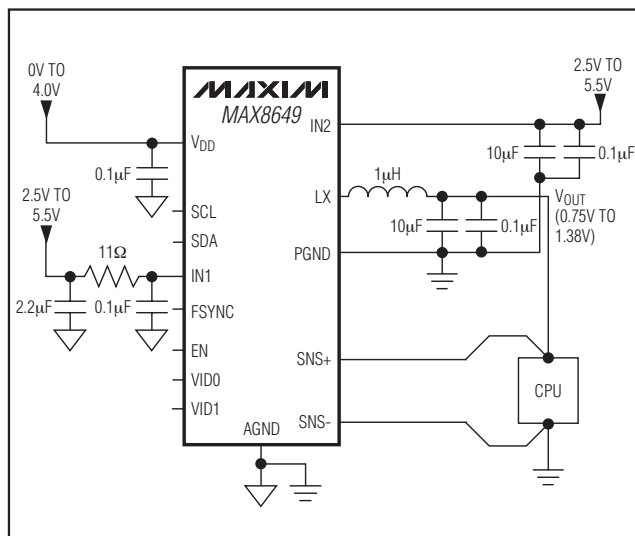 0V TO
4.0V
2.5V TO
5.5V
MAXIM
MAX8649
IN2
VDD
0.1µF
10µF
0.1µF
2.5V TO
5.5V
1µH
LX
SCL
VOUT
(0.75V TO
1.38V)
10µF
0.1µF
SDA
11Ω
PGND
IN1
2.2µF
0.1µF
FSYNC
EN
SNS+
VID0
CPU
VID1
SNS-
AGND